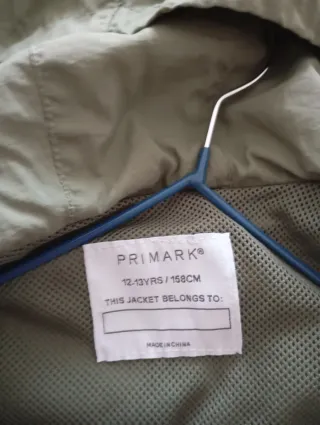 PRIMARK®
12-13YRS / 158CM
THIS JACKET BELONGS TO:
MADE IN CHINA